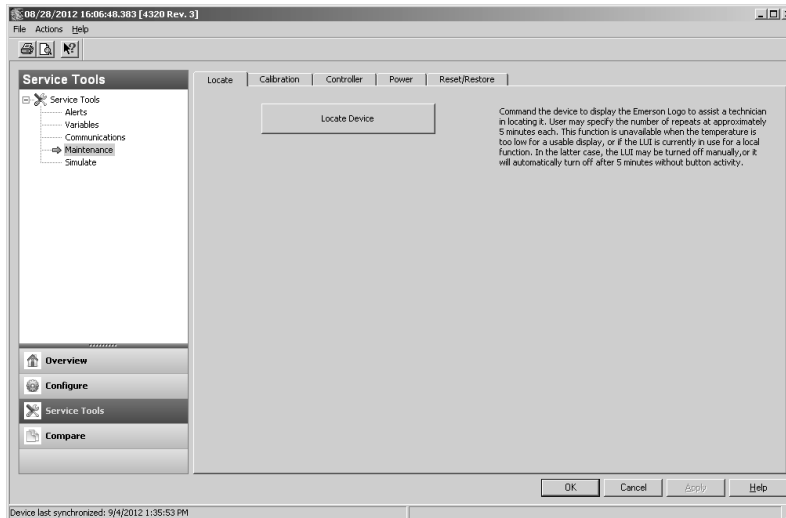 08/28/2012 16:06:48.383 [4320 Rev. 3]
File Actions Help
Service Tools
Service Tools
Alerts
Variables
Communications
Maintenance
Simulate
Overview
Configure
Service Tools
Compare
Locate Calibration Controller Power Reset/Restore
Locate Device
Command the device to display the Emerson Logo to assist a technician
in locating it. User may specify the number of repeats at approximately
5 minutes each. This function is unavailable when the temperature is
too low for a usable display, or if the LUI is currently in use for a local
function. In the latter case, the LUI may be turned off manually,or it
will automatically turn off after 5 minutes without button activity.
OK Cancel Apply Help
Device last synchronized: 9/4/2012 1:35:53 PM